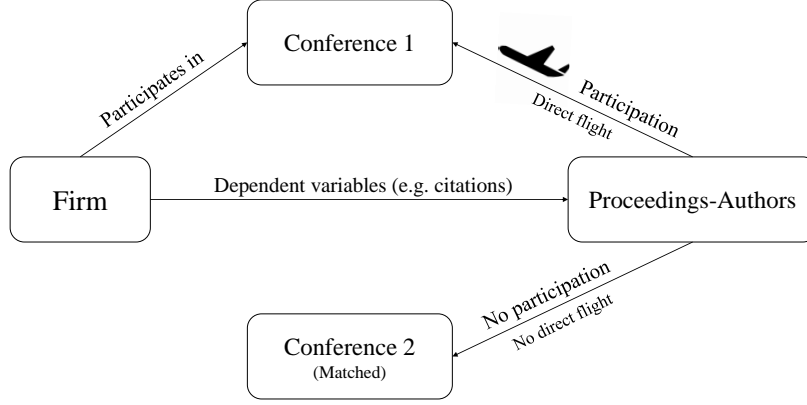 Conference 1
Participates in
Participation
Direct flight
Firm
Dependent variables (e.g. citations)
Proceedings-Authors
No participation
No direct flight
Conference 2
(Matched)